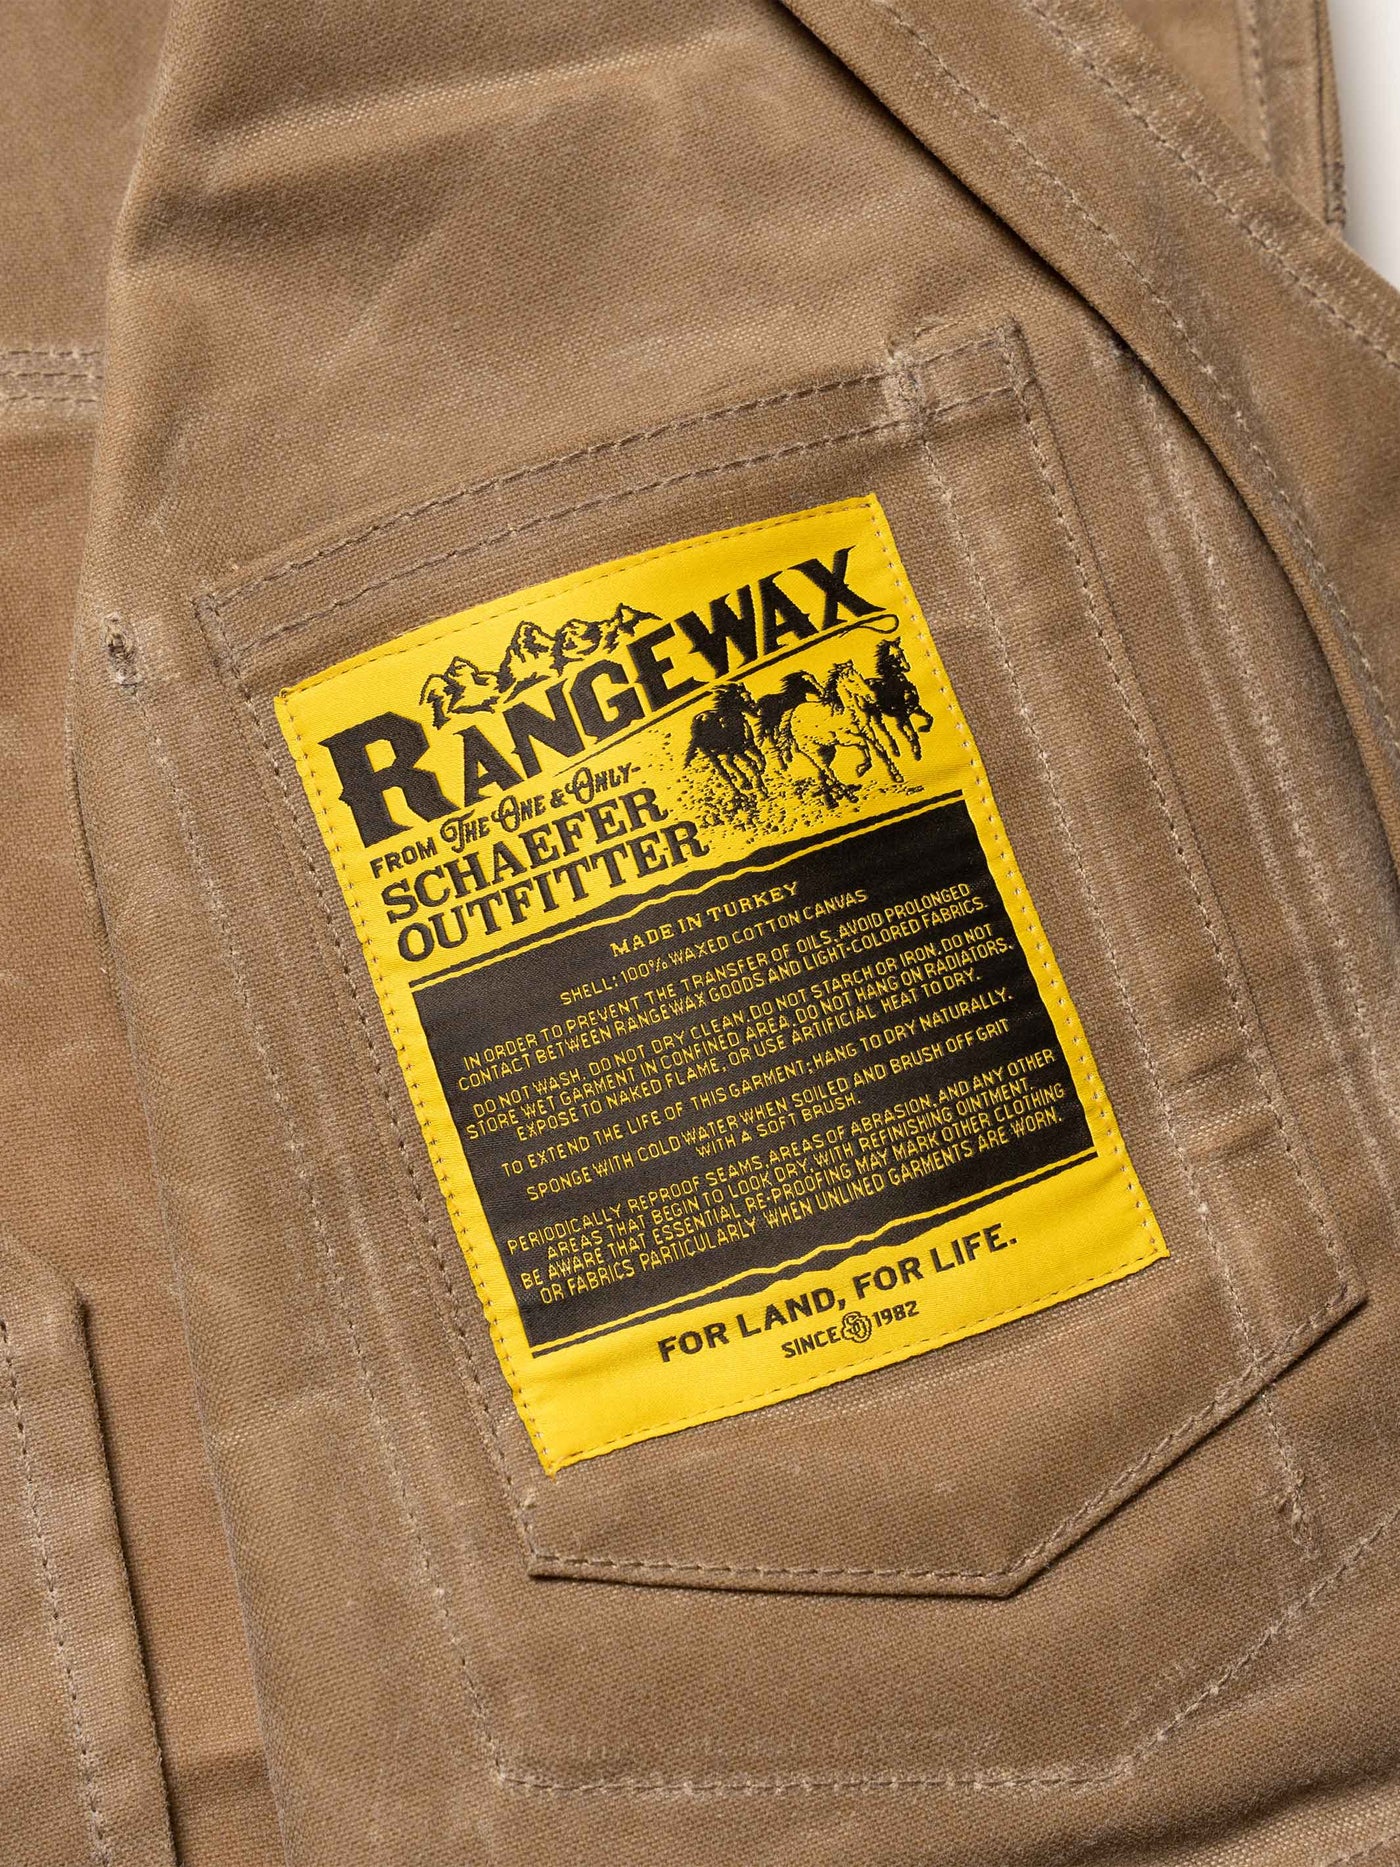 RANGEWAX
FROM THE ONE & ONLY-
SCHAEFER
OUTFITTER
MADE IN TURKEY
SHELL: 100% WAXED COTTON CANVAS
IN ORDER TO PREVENT THE TRANSFER OF OILS, AVOID PROLONGED
CONTACT BETWEEN RANGEWAX GOODS AND LIGHT-COLORED FABRICS.
DO NOT WASH, DO NOT DRY CLEAN, DO NOT STARCH OR IRON, DO NOT
STORE WET GARMENT IN CONFINED AREA, DO NOT HANG ON RADIATORS,
EXPOSE TO NAKED FLAME, OR USE ARTIFICIAL HEAT TO DRY.
TO EXTEND THE LIFE OF THIS GARMENT; HANG TO DRY NATURALLY.
SPONGE WITH COLD WATER WHEN SOILED AND BRUSH OFF GRIT
WITH A SOFT BRUSH.
PERIODICALLY REPROOF SEAMS, AREAS OF ABRASION, AND ANY OTHER
AREAS THAT BEGIN TO LOOK DRY, WITH REFINISHING OINTMENT.
BE AWARE THAT ESSENTIAL RE-PROOFING MAY MARK OTHER CLOTHING
OR FABRICS PARTICULARLY WHEN UNLINED GARMENTS ARE WORN.
FOR LAND, FOR LIFE.
SINCE SO 1982